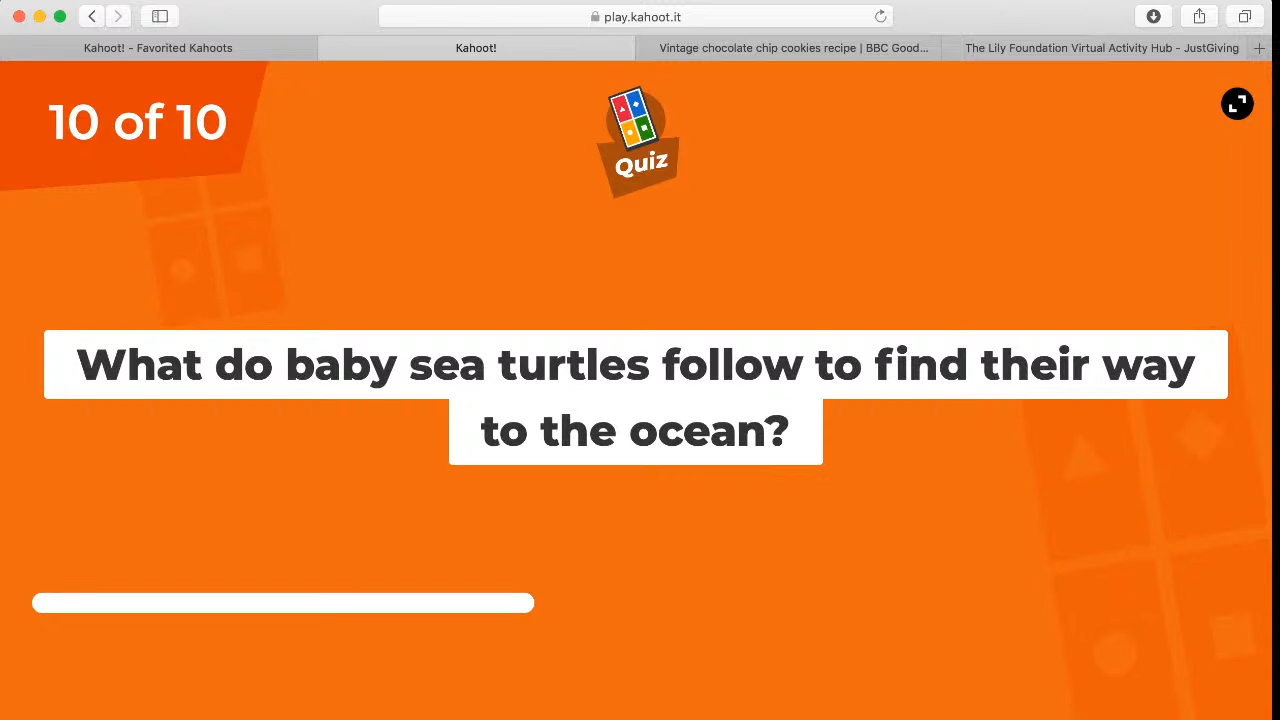 play.kahoot.it
Kahoot! - Favorited Kahoots
Kahoot!
Vintage chocolate chip cookies recipe | BBC Good...
The Lily Foundation Virtual Activity Hub - JustGiving
10 of 10
Quiz
What do baby sea turtles follow to find their way
to the ocean?